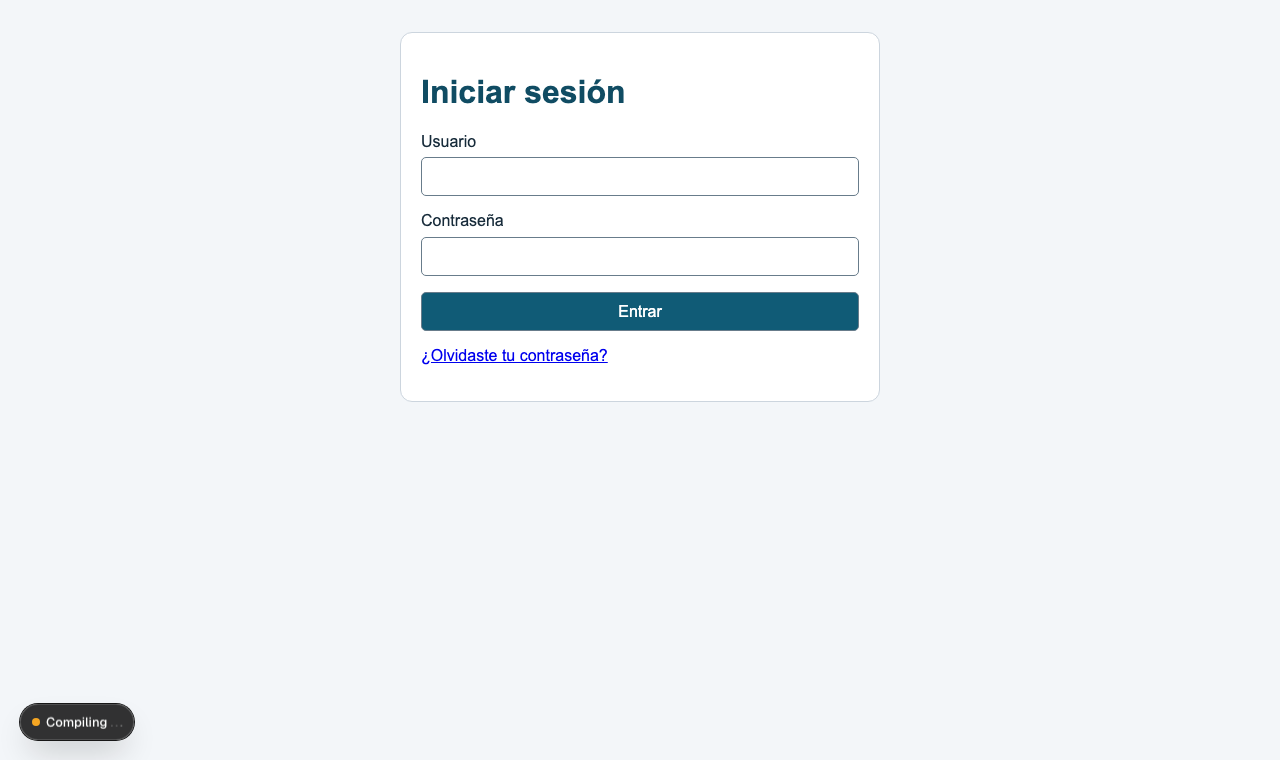 Iniciar sesión
Usuario
Contraseña
Entrar
¿Olvidaste tu contraseña?
Compiling ...